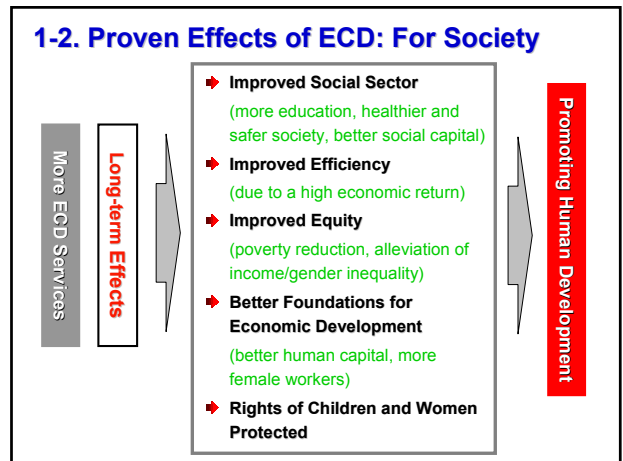 1-2. Proven Effects of ECD: For Society
More ECD Services
Long-term Effects
Improved Social Sector
(more education, healthier and
safer society, better social capital)
Improved Efficiency
(due to a high economic return)
Improved Equity
(poverty reduction, alleviation of
income/gender inequality)
Better Foundations for
Economic Development
(better human capital, more
female workers)
Rights of Children and Women
Protected
Promoting Human Development